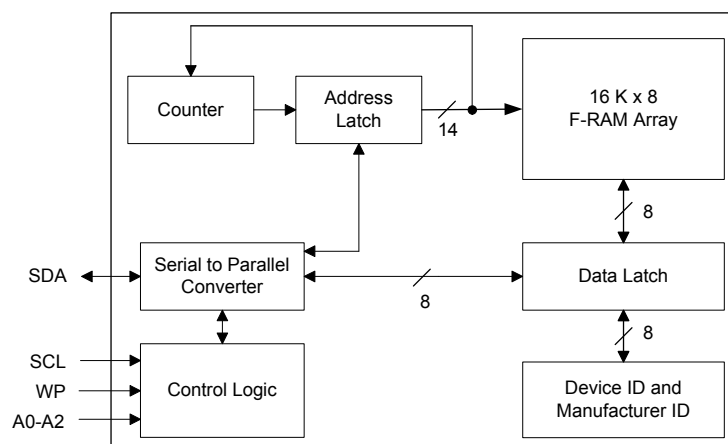 Counter
Address
Latch
14
16 K x 8
F-RAM Array
8
SDA
Serial to Parallel
Converter
8
Data Latch
8
SCL
WP
A0-A2
Control Logic
Device ID and
Manufacturer ID